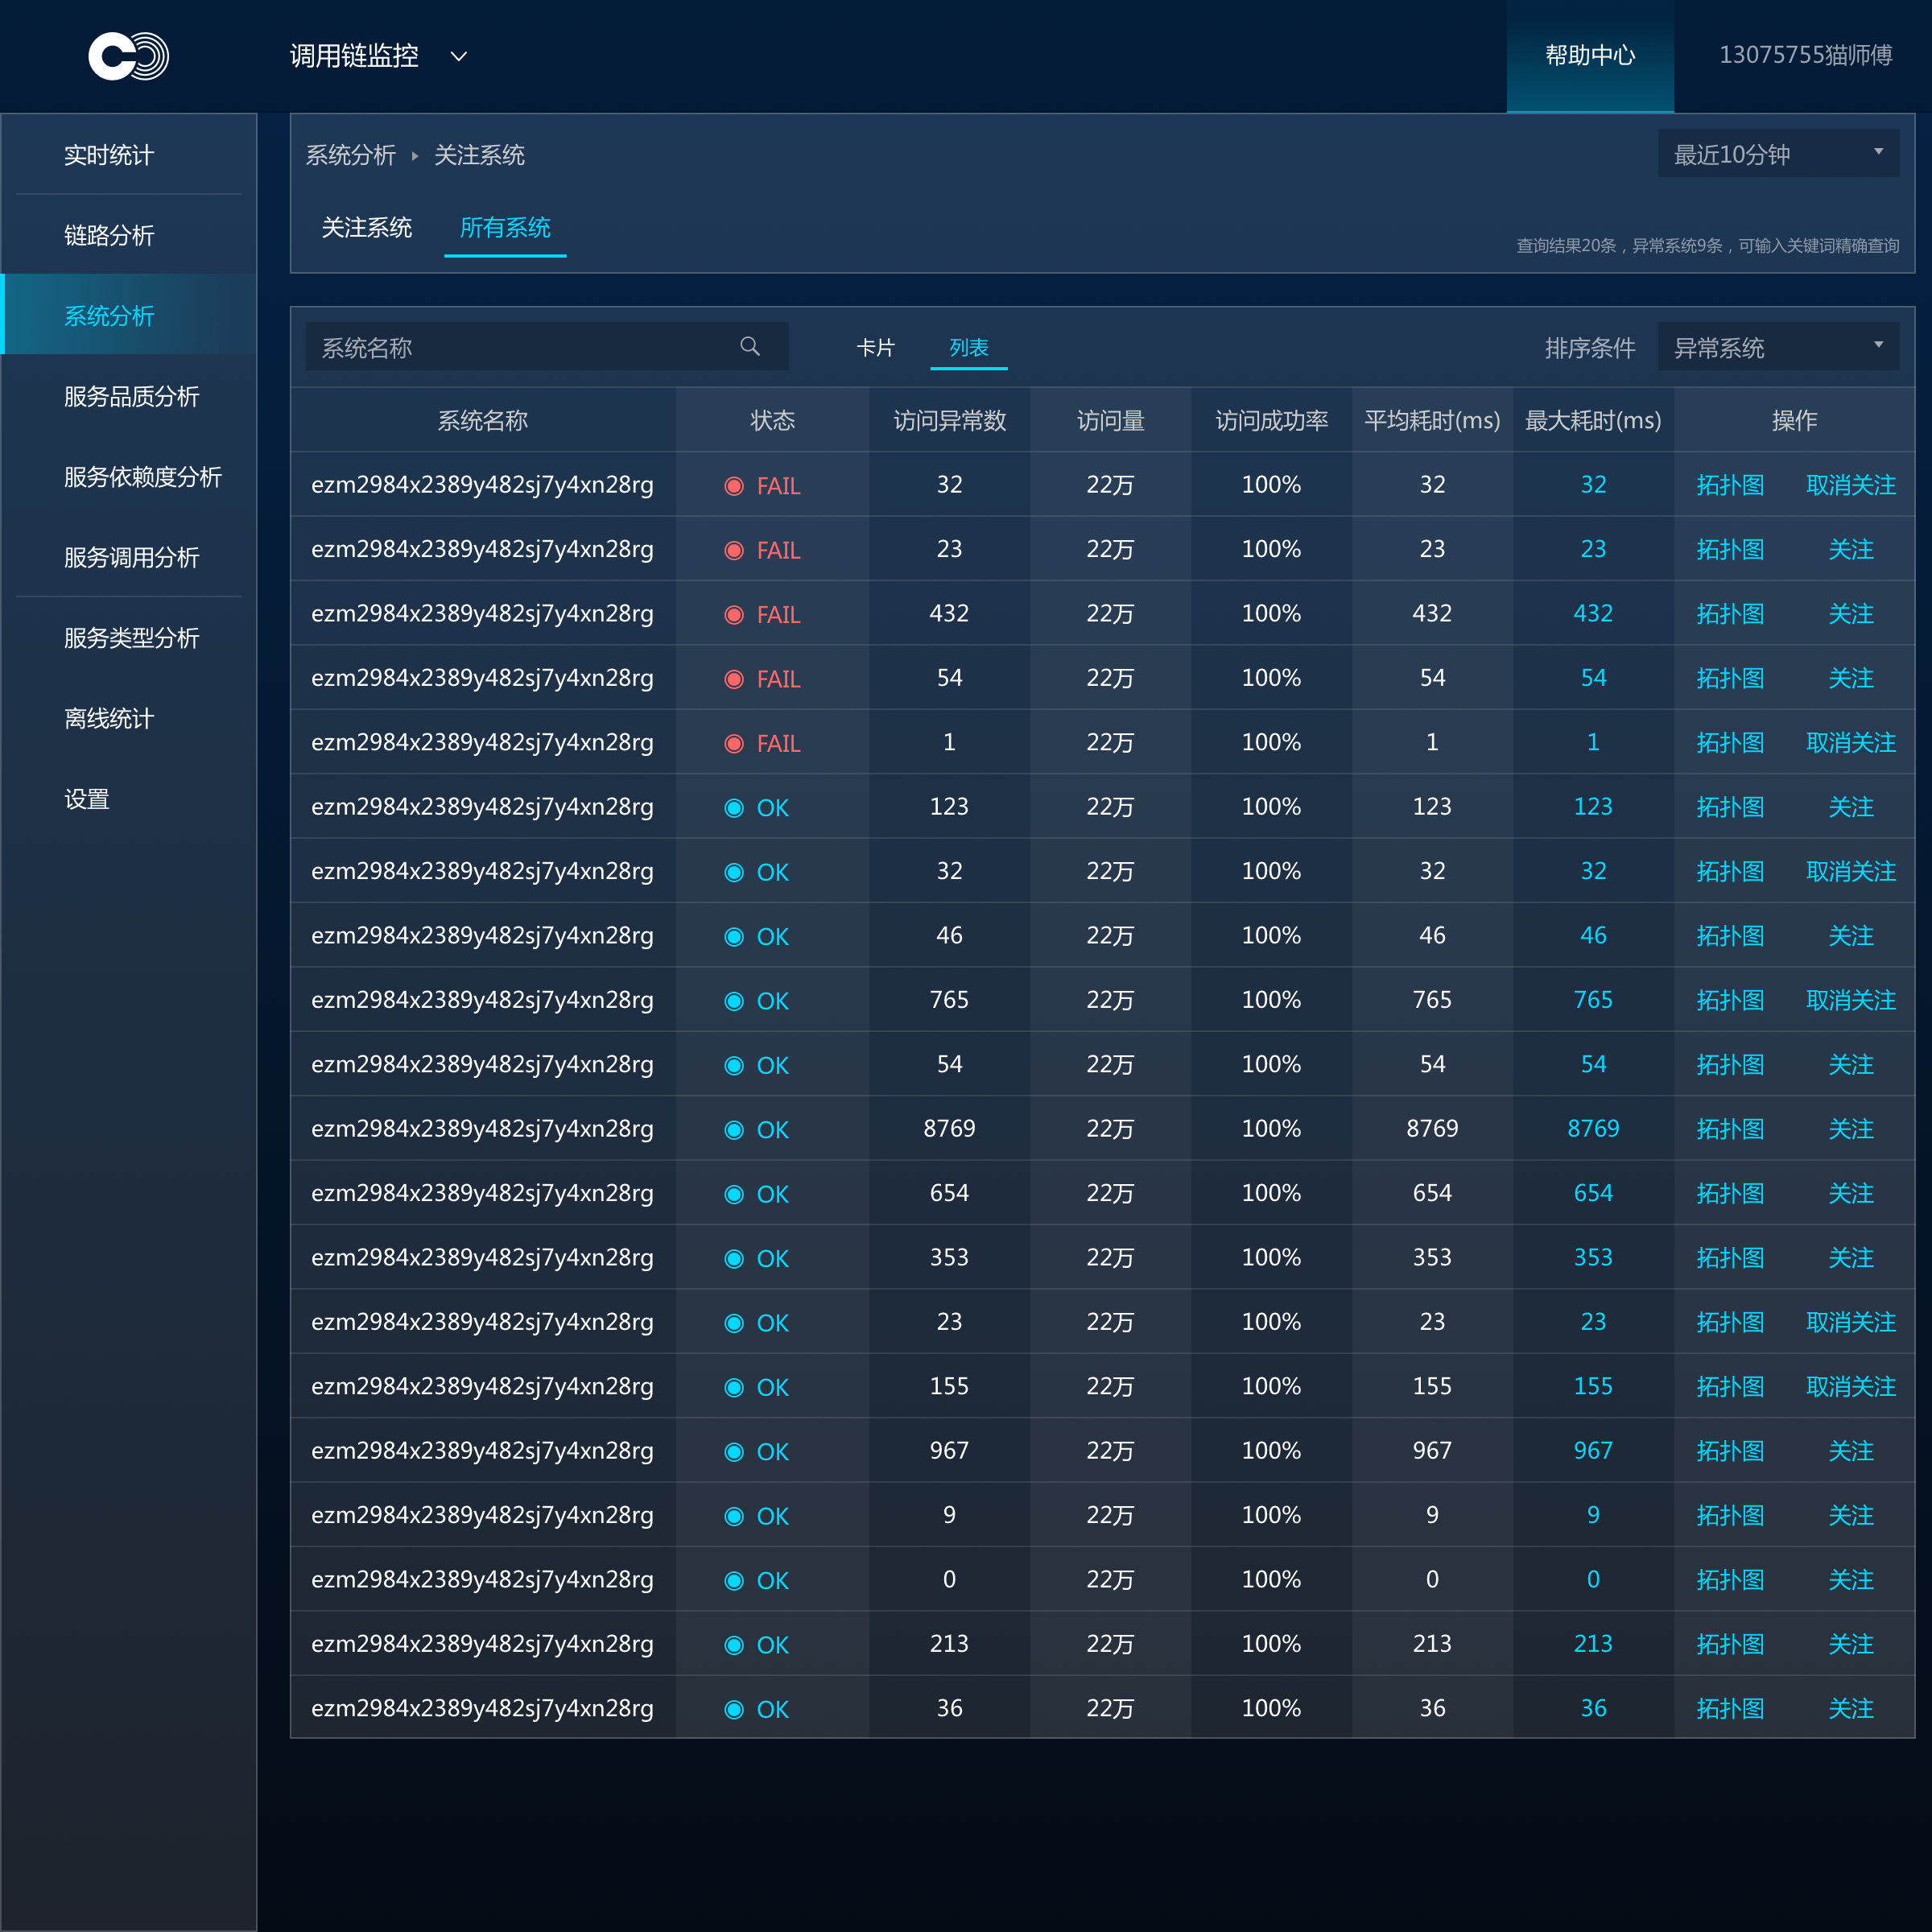 调用链监控
帮助中心
13075755猫师傅
实时统计
链路分析
系统分析
服务品质分析
服务依赖度分析
服务调用分析
服务类型分析
离线统计
设置
系统分析 关注系统
最近10分钟
关注系统 所有系统
查询结果20条，异常系统9条，可输入关键词精确查询
系统名称 卡片 列表 排序条件 异常系统
系统名称 状态 访问异常数 访问量 访问成功率 平均耗时(ms) 最大耗时(ms) 操作
ezm2984x2389y482sj7y4xn28rg FAIL 32 22万 100% 32 32 拓扑图 取消关注
ezm2984x2389y482sj7y4xn28rg FAIL 23 22万 100% 23 23 拓扑图 关注
ezm2984x2389y482sj7y4xn28rg FAIL 432 22万 100% 432 432 拓扑图 关注
ezm2984x2389y482sj7y4xn28rg FAIL 54 22万 100% 54 54 拓扑图 关注
ezm2984x2389y482sj7y4xn28rg FAIL 1 22万 100% 1 1 拓扑图 取消关注
ezm2984x2389y482sj7y4xn28rg OK 123 22万 100% 123 123 拓扑图 关注
ezm2984x2389y482sj7y4xn28rg OK 32 22万 100% 32 32 拓扑图 取消关注
ezm2984x2389y482sj7y4xn28rg OK 46 22万 100% 46 46 拓扑图 关注
ezm2984x2389y482sj7y4xn28rg OK 765 22万 100% 765 765 拓扑图 取消关注
ezm2984x2389y482sj7y4xn28rg OK 54 22万 100% 54 54 拓扑图 关注
ezm2984x2389y482sj7y4xn28rg OK 8769 22万 100% 8769 8769 拓扑图 关注
ezm2984x2389y482sj7y4xn28rg OK 654 22万 100% 654 654 拓扑图 关注
ezm2984x2389y482sj7y4xn28rg OK 353 22万 100% 353 353 拓扑图 关注
ezm2984x2389y482sj7y4xn28rg OK 23 22万 100% 23 23 拓扑图 取消关注
ezm2984x2389y482sj7y4xn28rg OK 155 22万 100% 155 155 拓扑图 取消关注
ezm2984x2389y482sj7y4xn28rg OK 967 22万 100% 967 967 拓扑图 关注
ezm2984x2389y482sj7y4xn28rg OK 9 22万 100% 9 9 拓扑图 关注
ezm2984x2389y482sj7y4xn28rg OK 0 22万 100% 0 0 拓扑图 关注
ezm2984x2389y482sj7y4xn28rg OK 213 22万 100% 213 213 拓扑图 关注
ezm2984x2389y482sj7y4xn28rg OK 36 22万 100% 36 36 拓扑图 关注